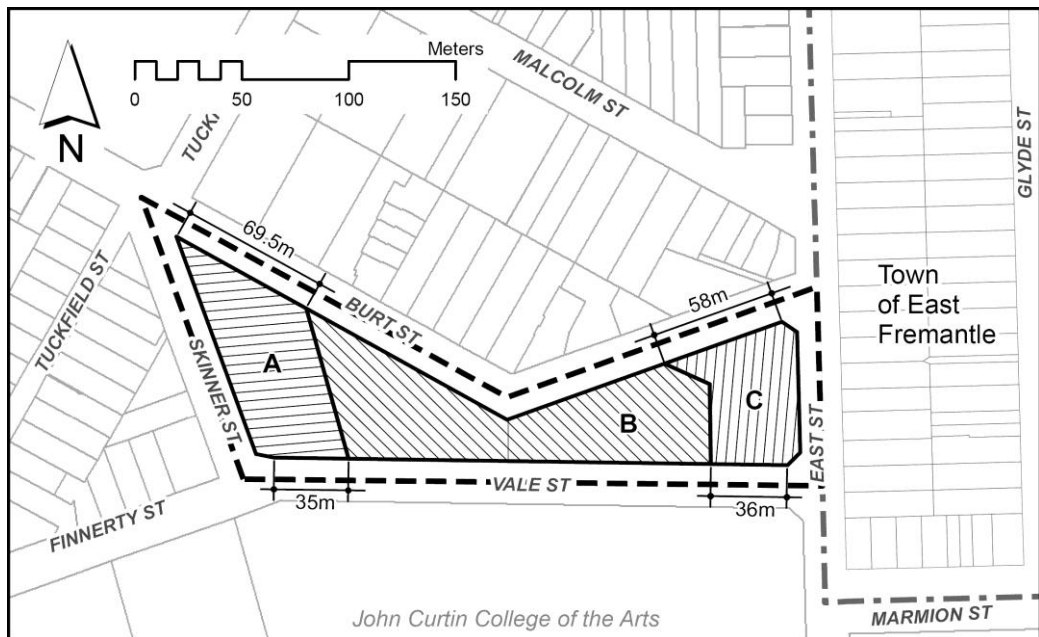 Meters
0 50 100 150
N
TUCKF
MALCOLM ST
GLYDE ST
69.5m
TUCKFIELD ST
BURT ST
58m
Town
of East
Fremantle
SKINNER ST
A
B
C
EAST ST
VALE ST
35m
36m
FINNERTY ST
John Curtin College of the Arts
MARMION ST